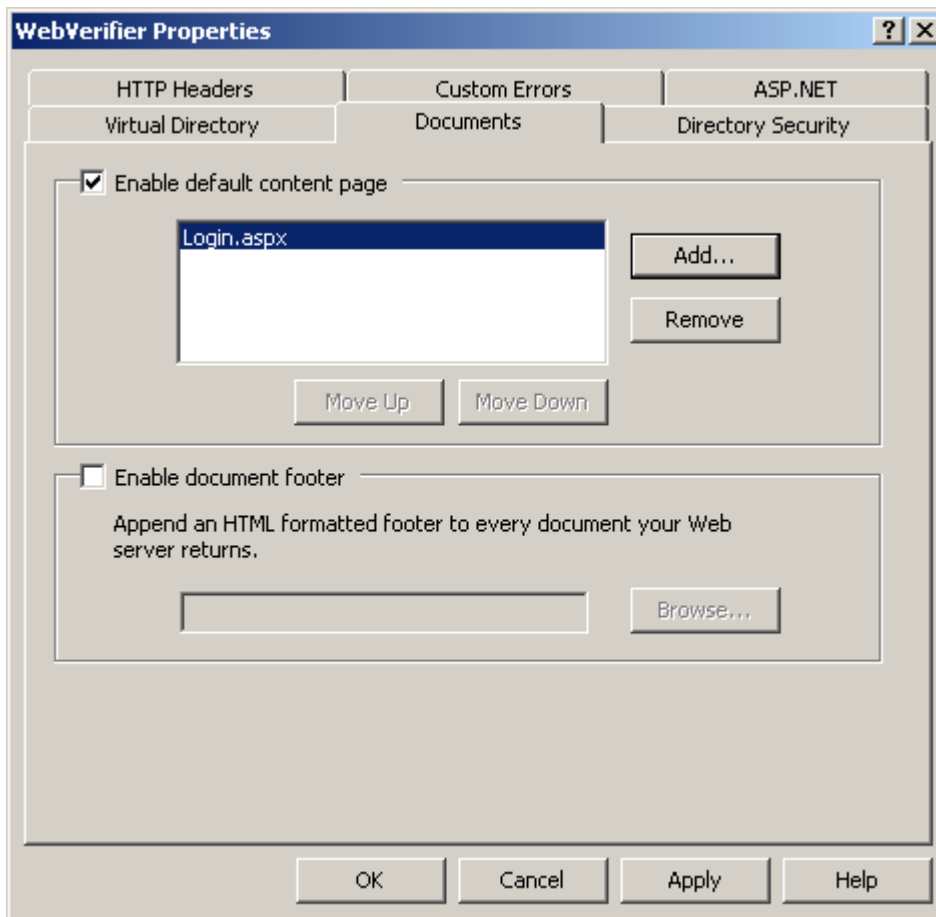 WebVerifier Properties
HTTP Headers
Custom Errors
ASP.NET
Virtual Directory
Documents
Directory Security
Enable default content page
Login.aspx
Add...
Remove
Move Up
Move Down
Enable document footer
Append an HTML formatted footer to every document your Web
server returns.
Browse...
OK
Cancel
Apply
Help